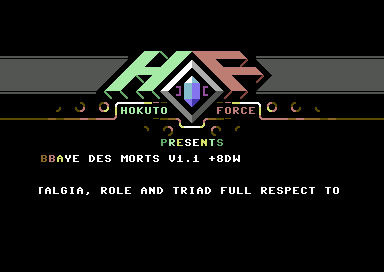 HF
HOKUTO FORCE
PRESENTS
BBAYE DES MORTS V1.1 +8DW
TALGIA, ROLE AND TRIAD FULL RESPECT TO